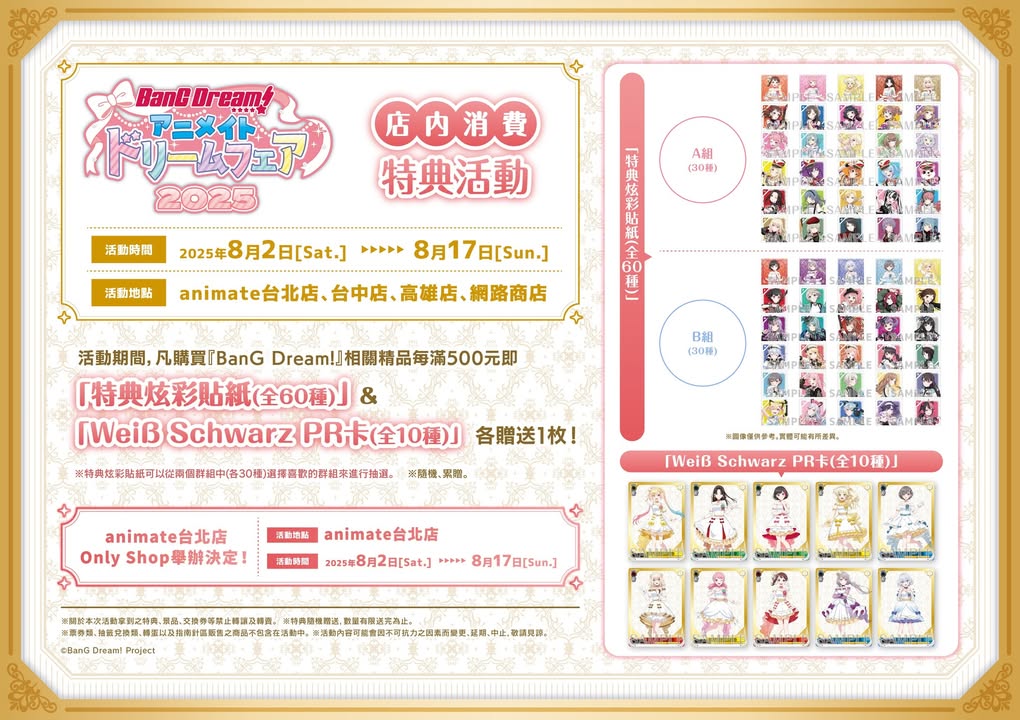 BanG Dream!
アニメイト
ドリームフェア
2025
店内消費
特典活動
活動時間
2025年8月2日[Sat.] 8月17日[Sun.]
活動地點
animate台北店、台中店、高雄店、網路商店
活動期間,凡購買『BanG Dream!』相關精品每滿500元即
「特典炫彩貼紙(全60種)」&
「Weiß Schwarz PR卡(全10種)」 各贈送1枚!
※特典炫彩貼紙可以從兩個群組中(各30種)選擇喜歡的群組來進行抽選。 ※隨機、累贈。
animate台北店
Only Shop舉辦決定!
活動地點 animate台北店
活動時間 2025年8月2日[Sat.] 8月17日[Sun.]
※關於本次活動拿到之特典、景品、交換券等禁止轉讓及轉賣。 ※特典隨機贈送,數量有限送完為止。
※票券類、抽籤兌換類、轉蛋以及指南針區販售之商品不包含在活動中。 ※活動內容可能會因不可抗力之因素而變更、延期、中止,敬請見諒。
©BanG Dream! Project
「特典炫彩貼紙(全60種)」
A組
(30種)
B組
(30種)
※圖像僅供參考。實體可能有所差異。
「Weiß Schwarz PR卡(全10種)」